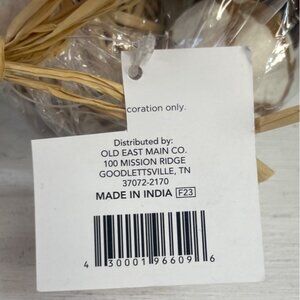 coration only.
Distributed by:
OLD EAST MAIN CO.
100 MISSION RIDGE
GOODLETTSVILLE, TN
37072-2170
MADE IN INDIA F23
4 30001 96609 6